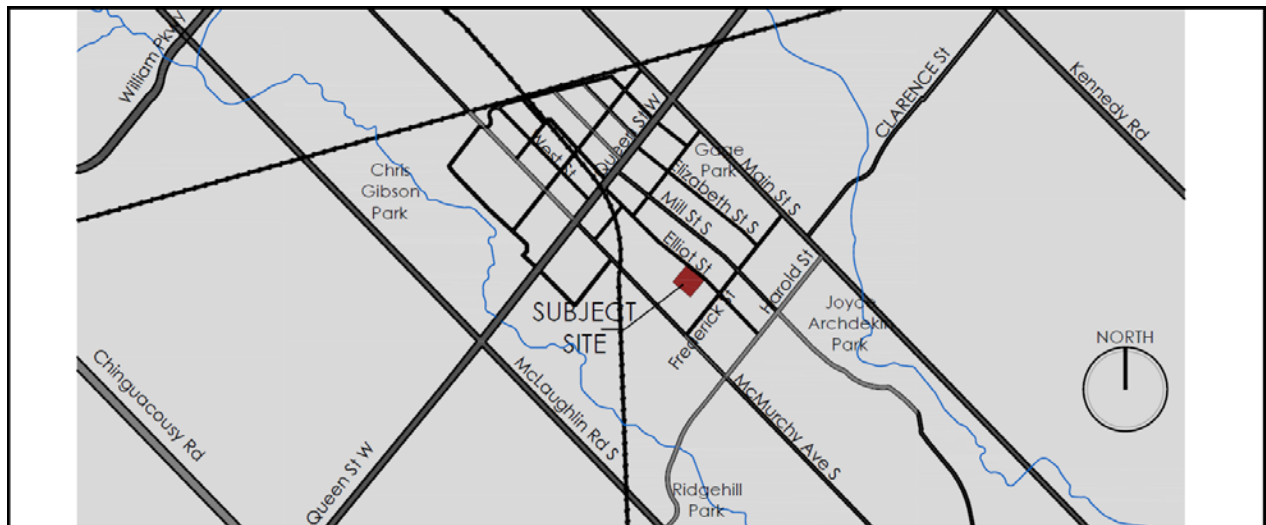 William Pkwy
Kennedy Rd
CLARENCE St
Queen St W
West St
Gage
Park
Main St S
Chris
Gibson
Park
Elizabeth St S
Mill St S
Elliot St
Harold St
SUBJECT
SITE
Frederick St
Joyce
Archdekin
Park
NORTH
Chinguacousy Rd
McLaughlin Rd S
McMurchy Ave S
Queen St W
Ridgehill
Park